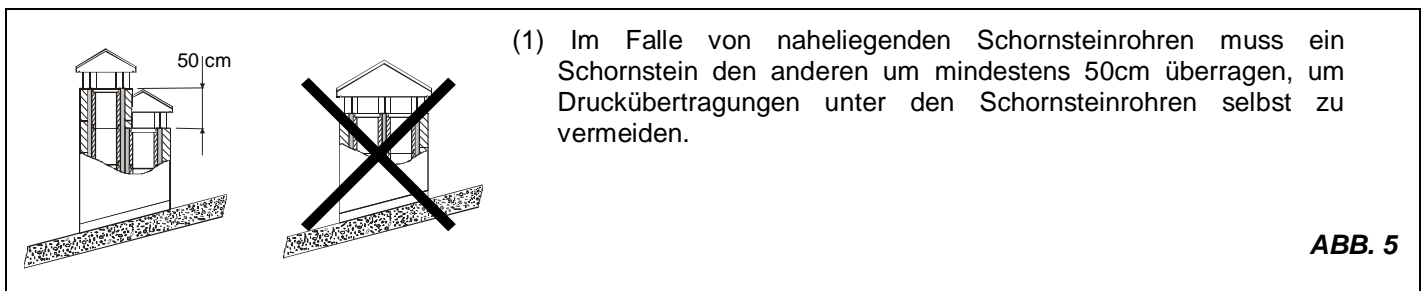 50 cm
(1) Im Falle von naheliegenden Schornsteinrohren muss ein
Schornstein den anderen um mindestens 50cm überragen, um
Druckübertragungen unter den Schornsteinrohren selbst zu
vermeiden.
ABB. 5